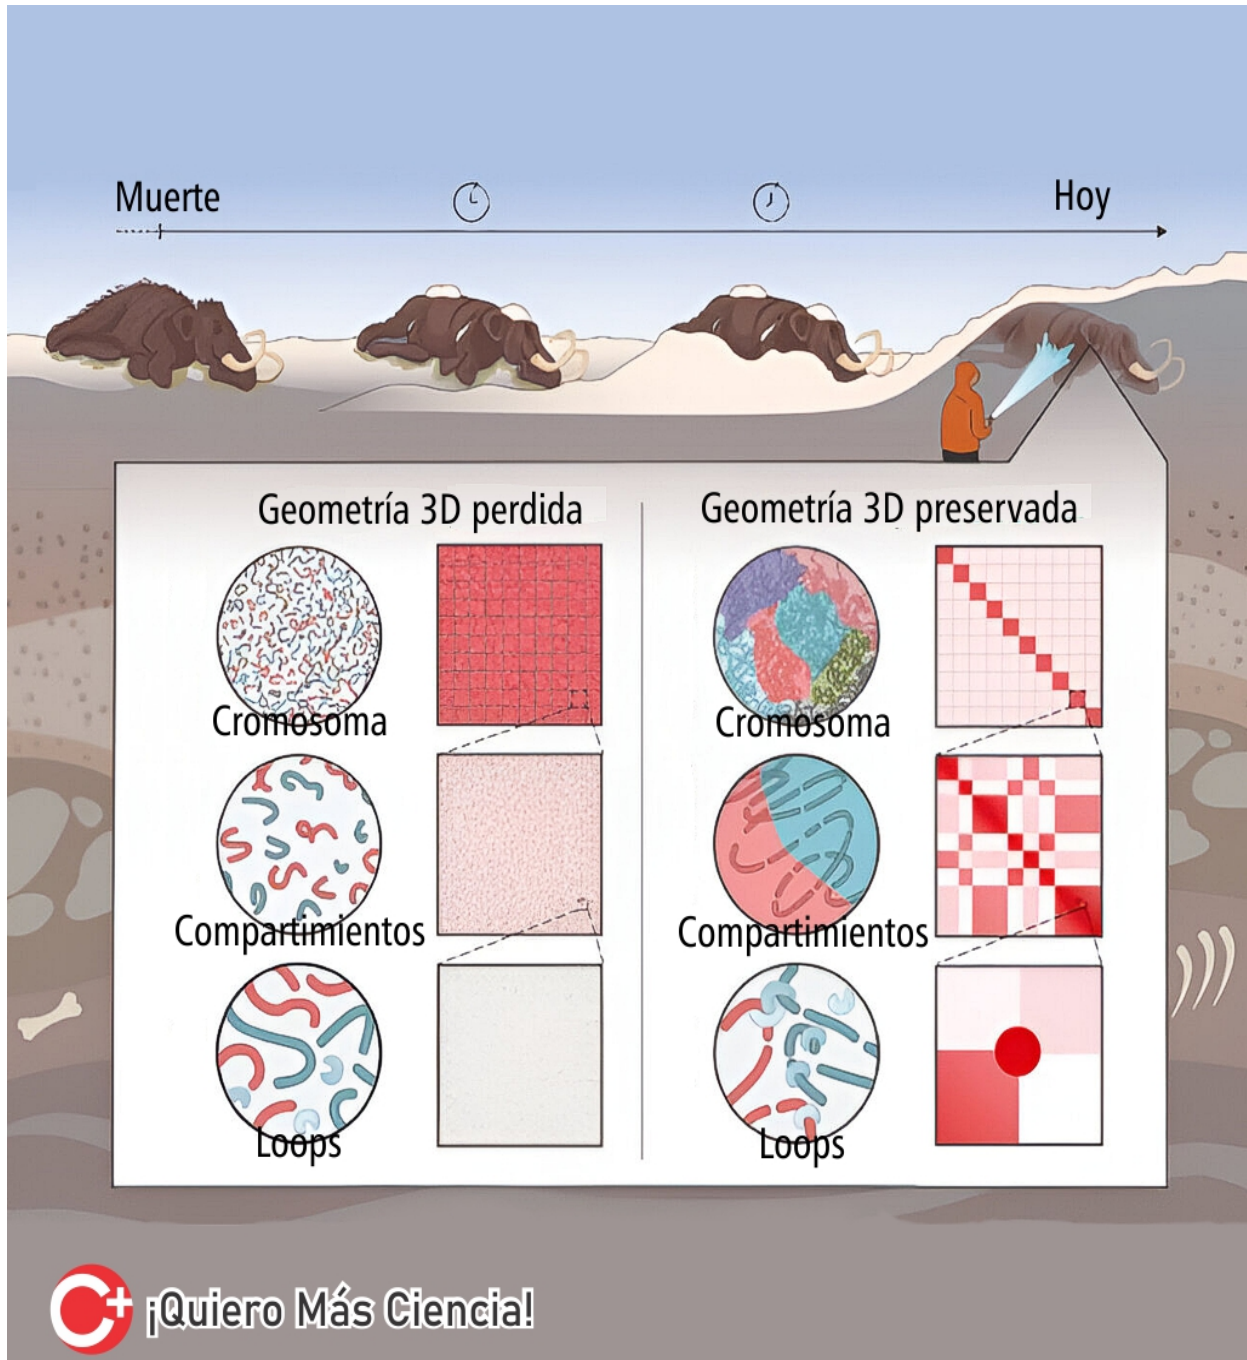 Muerte
Hoy
Geometría 3D perdida
Geometría 3D preservada
Cromosoma
Cromosoma
Compartimientos
Compartimientos
Loops
Loops
C+ ¡Quiero Más Ciencia!